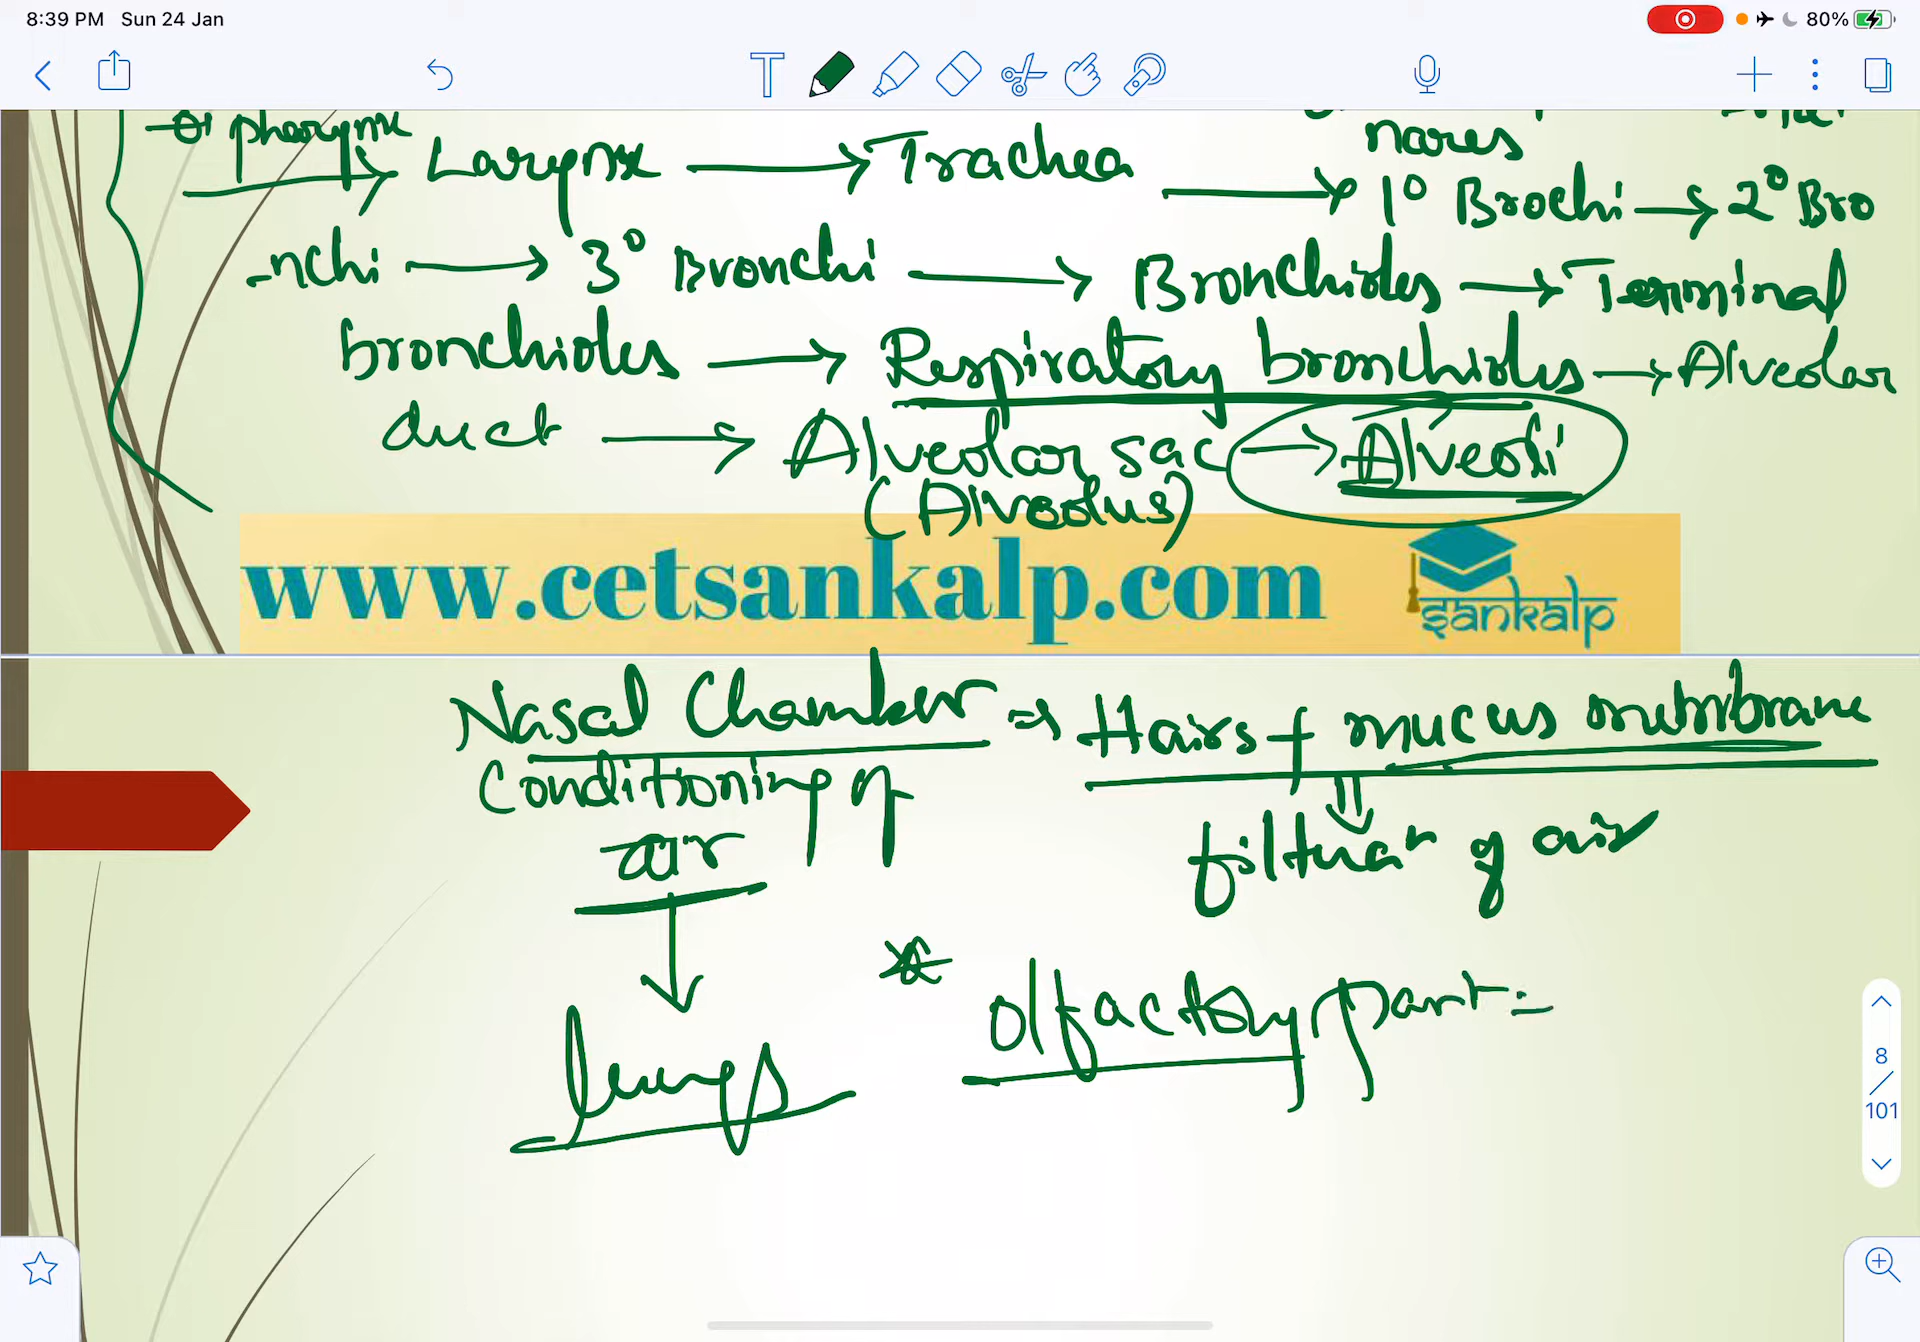 8:39 PM Sun 24 Jan
80%
pharynx
nares
Larynx → Trachea → 1° Brochi → 2° Bro
-nchi → 3° Bronchi → Bronchioles → Terminal
bronchioles → Respiratory bronchioles → Alveolar
duct → Alveolar sac → Alveoli
(Alveolus)
www.cetsankalp.com
sankalp
Nasal Chamber ⇒ Hairs + mucus membrane
Conditioning of
air
filtran of air
lungs
* olfactory part :-
8
101